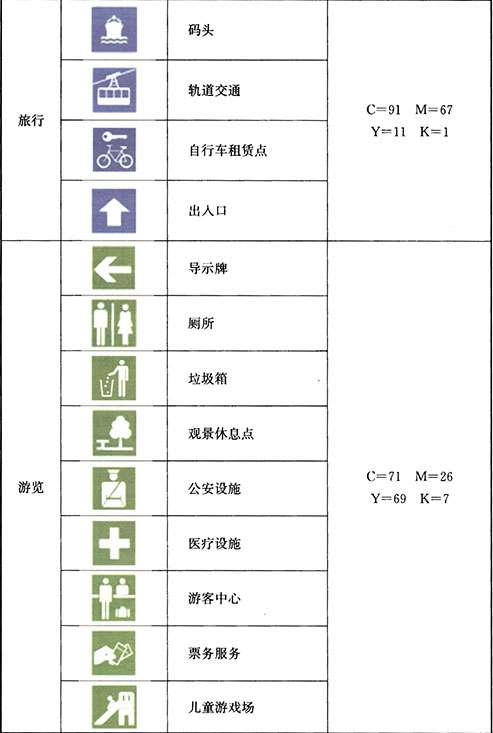 旅行
码头
轨道交通
自行车租赁点
出入口
C=91 M=67
Y=11 K=1
游览
导示牌
厕所
垃圾箱
观景休息点
公安设施
医疗设施
游客中心
票务服务
儿童游戏场
C=71 M=26
Y=69 K=7